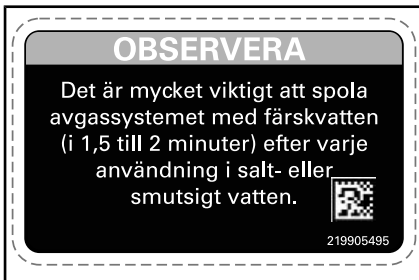 OBSERVERA
Det är mycket viktigt att spola
avgassystemet med färskvatten
(i 1,5 till 2 minuter) efter varje
användning i salt- eller
smutsigt vatten.
219905495